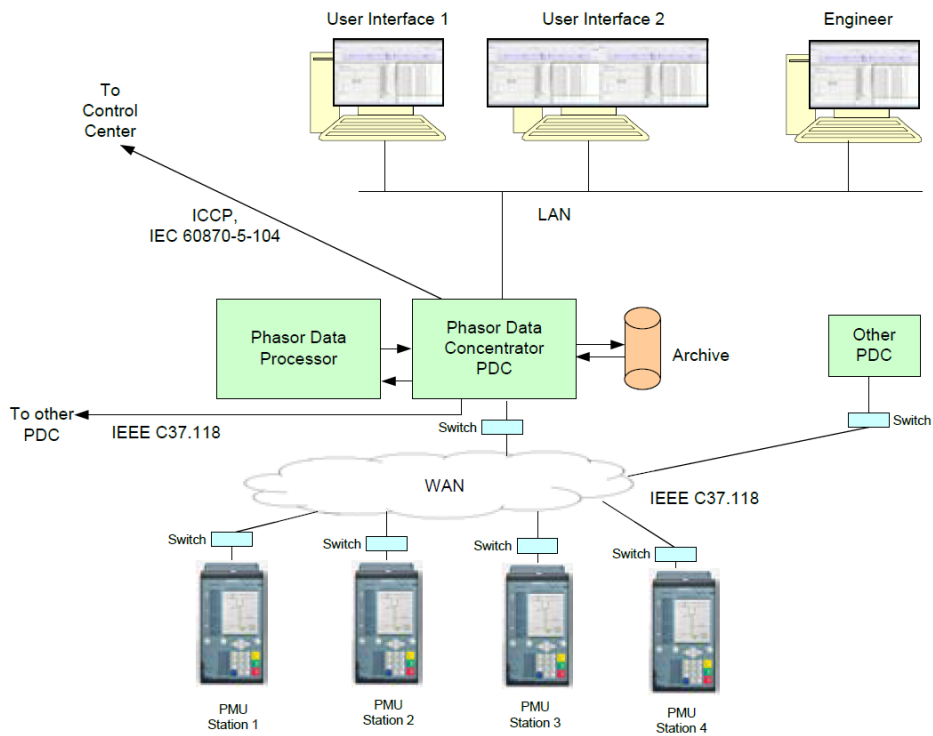 User Interface 1
User Interface 2
Engineer
To
Control
Center
ICCP,
IEC 60870-5-104
LAN
Phasor Data
Processor
Phasor Data
Concentrator
PDC
Archive
Other
PDC
To other
PDC
IEEE C37.118
Switch
Switch
WAN
IEEE C37.118
Switch
Switch
Switch
Switch
PMU
Station 1
PMU
Station 2
PMU
Station 3
PMU
Station 4